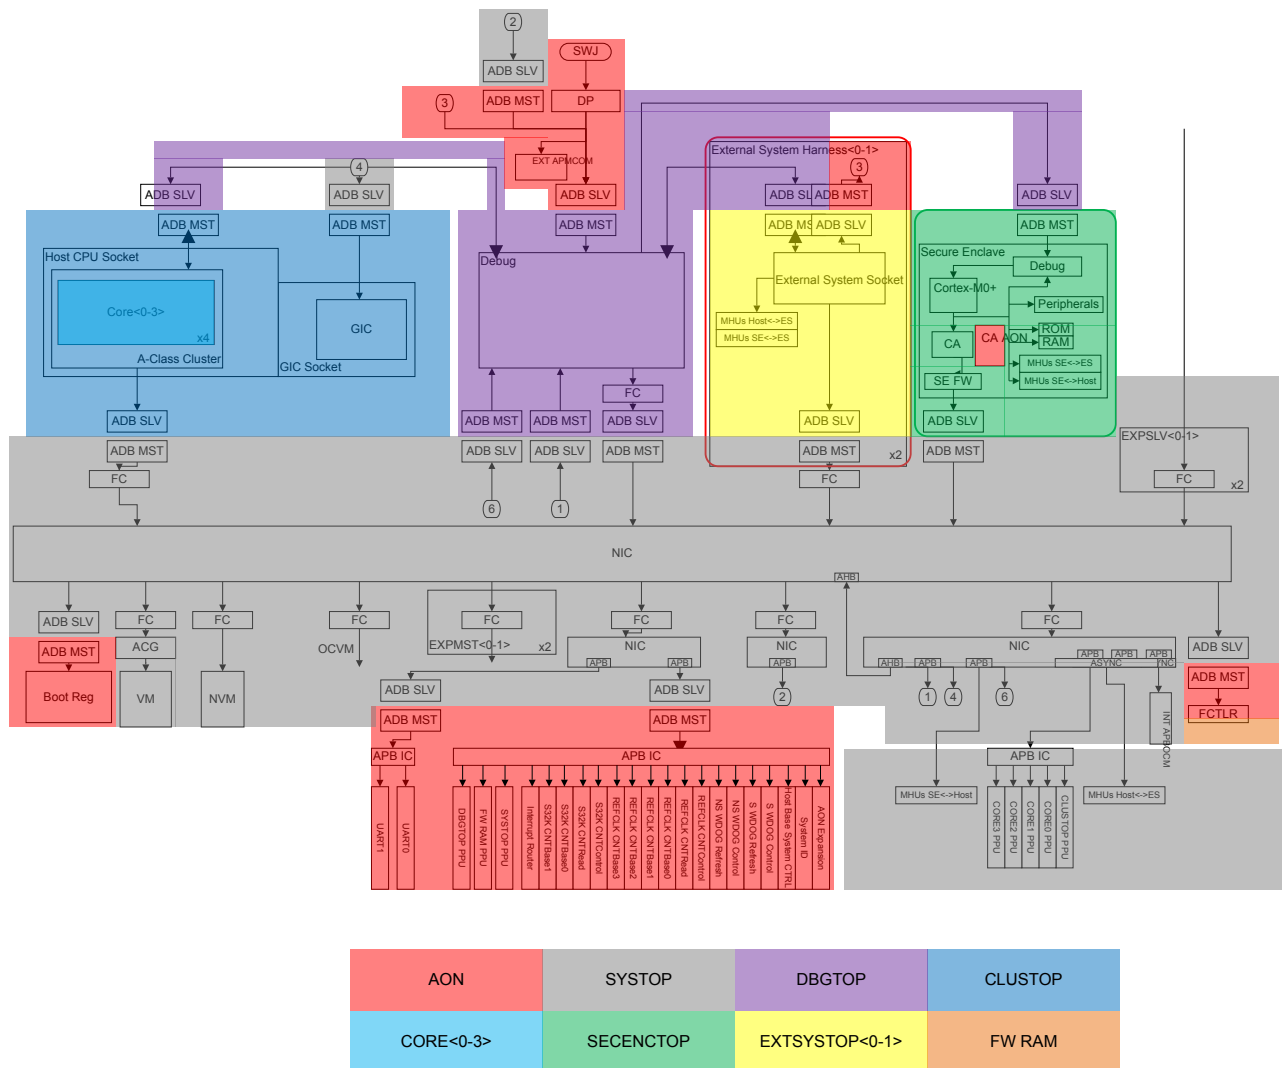 2
SWJ
ADB SLV
3
ADB MST
DP
External System Harness<0-1>
EXT APMCOM
4
3
ADB SLV
ADB SLV
ADB SLV
ADB SLV
ADB MST
ADB SLV
ADB MST
ADB MST
ADB MST
ADB MST
ADB SLV
ADB MST
Host CPU Socket
Debug
Secure Enclave
Debug
External System Socket
Cortex-M0+
Core<0-3>
x4
GIC
Peripherals
MHUs Host<->ES
MHUs SE<->ES
ROM
RAM
CA
CA AON
A-Class Cluster
GIC Socket
MHUs SE<->ES
MHUs SE<->Host
SE FW
FC
ADB SLV
ADB MST
ADB MST
ADB SLV
ADB SLV
ADB SLV
EXPSLV<0-1>
ADB MST
ADB SLV
ADB SLV
ADB MST
ADB MST
ADB MST
x2
FC
FC
FC
x2
6
1
NIC
AHB
ADB SLV
FC
FC
FC
FC
FC
FC
FC
ADB MST
ACG
OCVM
EXPMST<0-1>
x2
NIC
NIC
NIC
ADB SLV
APB
APB
APB
APB
APB
APB
ASYNC
YNC
AHB
APB
APB
ADB MST
Boot Reg
VM
NVM
ADB SLV
ADB SLV
2
1
4
6
FCTLR
INT APBOCM
ADB MST
ADB MST
APB IC
APB IC
APB IC
UART1
UART0
DBGTOP PPU
FW RAM PPU
SYSTOP PPU
Interrupt Router
S32K CNTBase1
S32K CNTBase0
S32K CNTRead
S32K CNTControl
REFCLK CNTBase3
REFCLK CNTBase2
REFCLK CNTBase1
REFCLK CNTBase0
REFCLK CNTRead
REFCLK CNTControl
NS WDOG Refresh
NS WDOG Control
S WDOG Refresh
S WDOG Control
Host Base System CTRL
System ID
AON Expansion
MHUs SE<->Host
CORE3 PPU
CORE2 PPU
CORE1 PPU
CORE0 PPU
CLUSTOP PPU
MHUs Host<->ES
AON
SYSTOP
DBGTOP
CLUSTOP
CORE<0-3>
SECENCTOP
EXTSYSTOP<0-1>
FW RAM